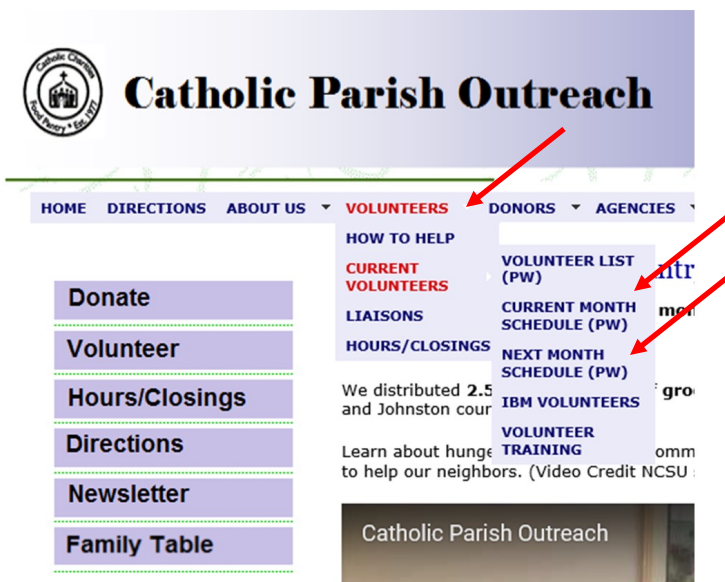 Catholic Charities
Food Pantry • Est. 1977
Catholic Parish Outreach
HOME DIRECTIONS ABOUT US VOLUNTEERS DONORS AGENCIES
HOW TO HELP
CURRENT
VOLUNTEERS
LIAISONS
HOURS/CLOSINGS
VOLUNTEER LIST
(PW)
CURRENT MONTH
SCHEDULE (PW)
NEXT MONTH
SCHEDULE (PW)
IBM VOLUNTEERS
VOLUNTEER
TRAINING
Donate
Volunteer
Hours/Closings
Directions
Newsletter
Family Table
We distributed 2.5
and Johnston cour
Learn about hunge
to help our neighbors. (Video Credit NCSU
Catholic Parish Outreach